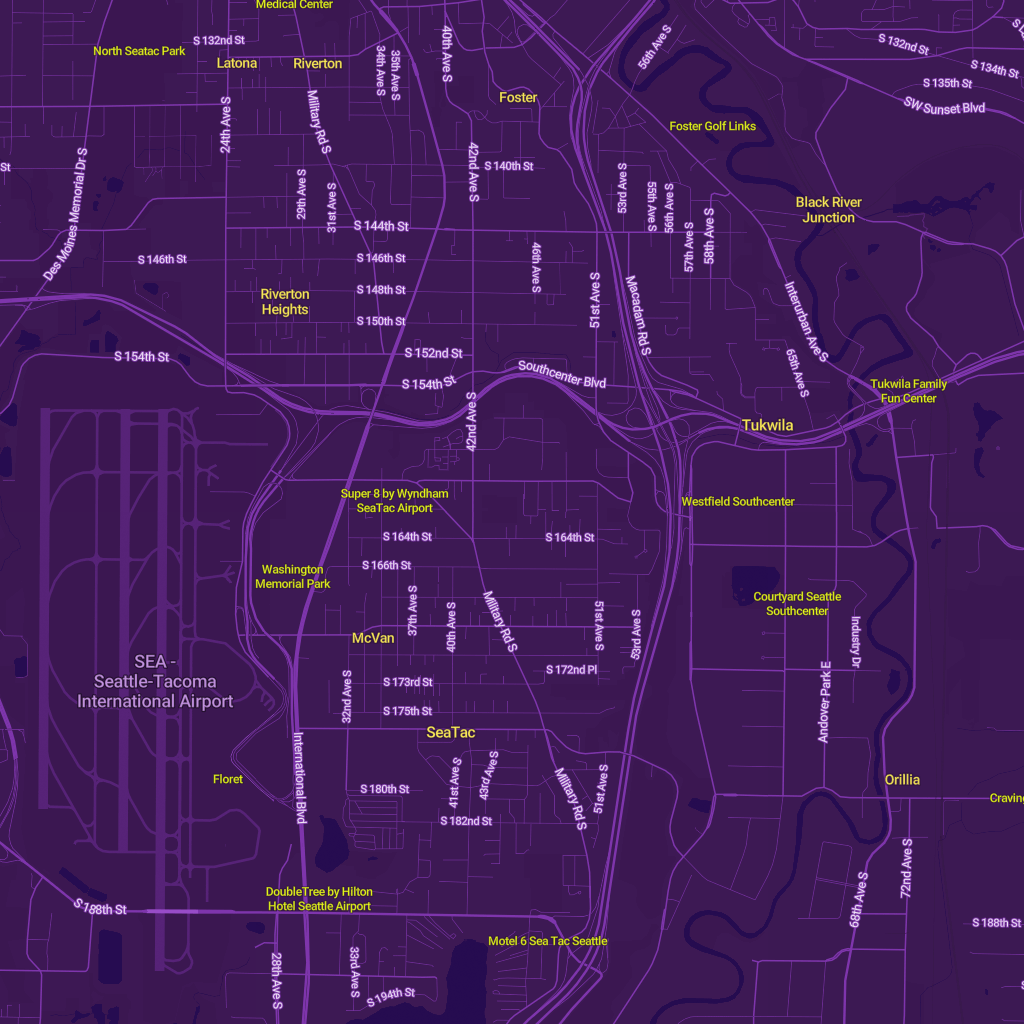 Medical Center
S 132nd St
North Seatac Park
Latona
Riverton
34th Ave S
35th Ave S
40th Ave S
56th Ave S
S 132nd St
S 134th St
S 135th St
SW Sunset Blvd
Foster
Foster Golf Links
24th Ave S
Military Rd S
St
Des Moines Memorial Dr S
42nd Ave S
S 140th St
29th Ave S
31st Ave S
53rd Ave S
55th Ave S
56th Ave S
57th Ave S
58th Ave S
Black River
Junction
S 144th St
S 146th St
S 146th St
46th Ave S
51st Ave S
Macadam Rd S
Interurban Ave S
Riverton
Heights
S 148th St
S 150th St
S 152nd St
S 154th St
S 154th St
Southcenter Blvd
65th Ave S
Tukwila Family
Fun Center
42nd Ave S
Tukwila
Super 8 by Wyndham
SeaTac Airport
Westfield Southcenter
S 164th St
S 164th St
S 166th St
Washington
Memorial Park
37th Ave S
40th Ave S
Military Rd S
51st Ave S
53rd Ave S
Courtyard Seattle
Southcenter
Industry Dr
McVan
SEA -
Seattle-Tacoma
International Airport
S 172nd Pl
32nd Ave S
S 173rd St
S 175th St
Andover Park E
SeaTac
International Blvd
Floret
41st Ave S
43rd Ave S
Military Rd S
51st Ave S
S 180th St
S 182nd St
Orillia
Craving
72nd Ave S
68th Ave S
DoubleTree by Hilton
Hotel Seattle Airport
S 188th St
S 188th St
Motel 6 Sea Tac Seattle
28th Ave S
33rd Ave S
S 194th St